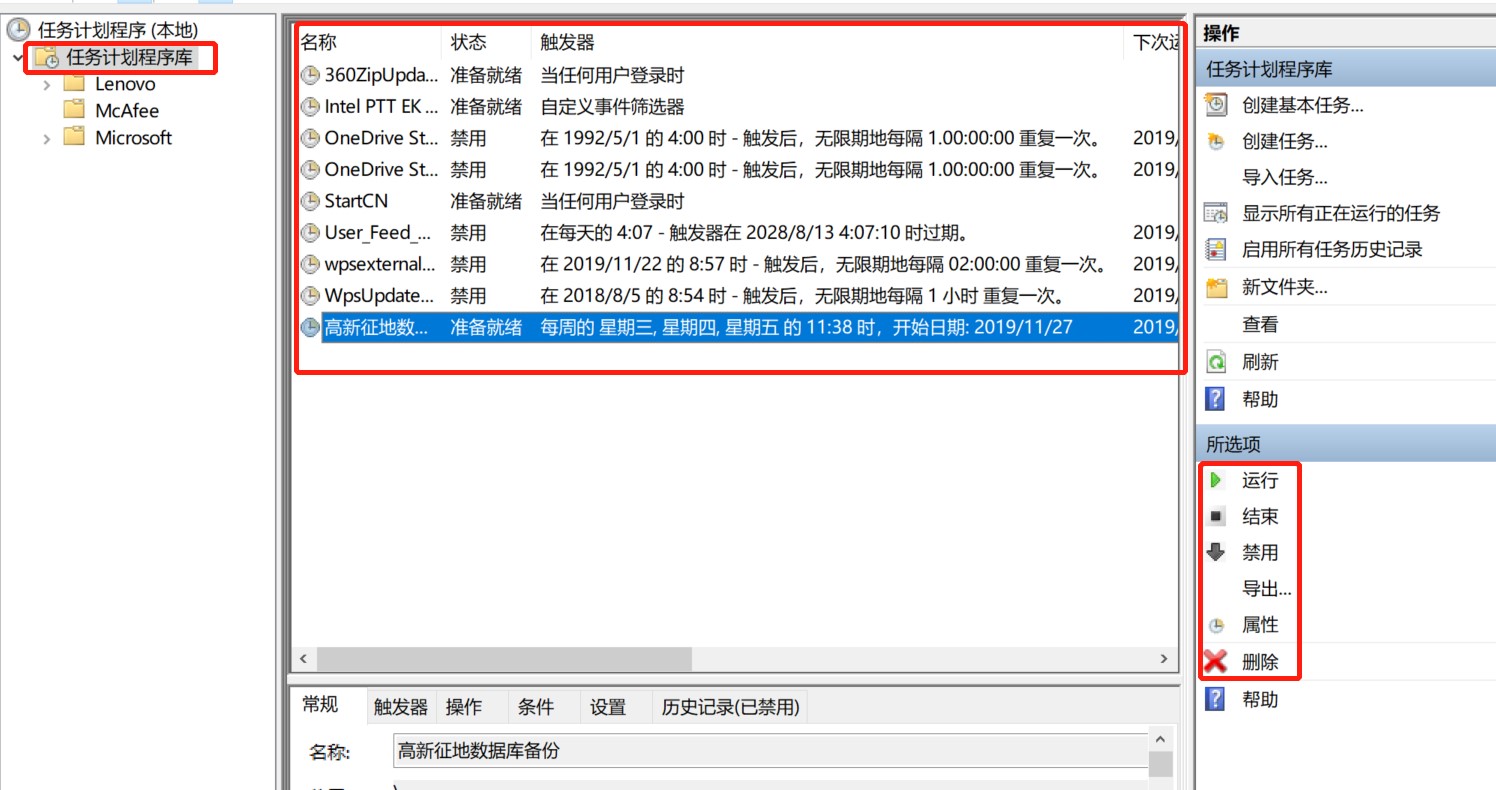 任务计划程序 (本地)
任务计划程序库
Lenovo
McAfee
Microsoft
名称 状态 触发器 下次运
360ZipUpda... 准备就绪 当任何用户登录时
Intel PTT EK ... 准备就绪 自定义事件筛选器
OneDrive St... 禁用 在 1992/5/1 的 4:00 时 - 触发后，无限期地每隔 1.00:00:00 重复一次。 2019/
OneDrive St... 禁用 在 1992/5/1 的 4:00 时 - 触发后，无限期地每隔 1.00:00:00 重复一次。 2019/
StartCN 准备就绪 当任何用户登录时
User_Feed_... 禁用 在每天的 4:07 - 触发器在 2028/8/13 4:07:10 时过期。 2019/
wpsexternal... 禁用 在 2019/11/22 的 8:57 时 - 触发后，无限期地每隔 02:00:00 重复一次。 2019/
WpsUpdate... 禁用 在 2018/8/5 的 8:54 时 - 触发后，无限期地每隔 1 小时 重复一次。 2019/
高新征地数... 准备就绪 每周的 星期三, 星期四, 星期五 的 11:38 时，开始日期: 2019/11/27 2019/
常规 触发器 操作 条件 设置 历史记录(已禁用)
名称: 高新征地数据库备份
\
操作
任务计划程序库
创建基本任务...
创建任务...
导入任务...
显示所有正在运行的任务
启用所有任务历史记录
新文件夹...
查看
刷新
帮助
所选项
运行
结束
禁用
导出...
属性
删除
帮助